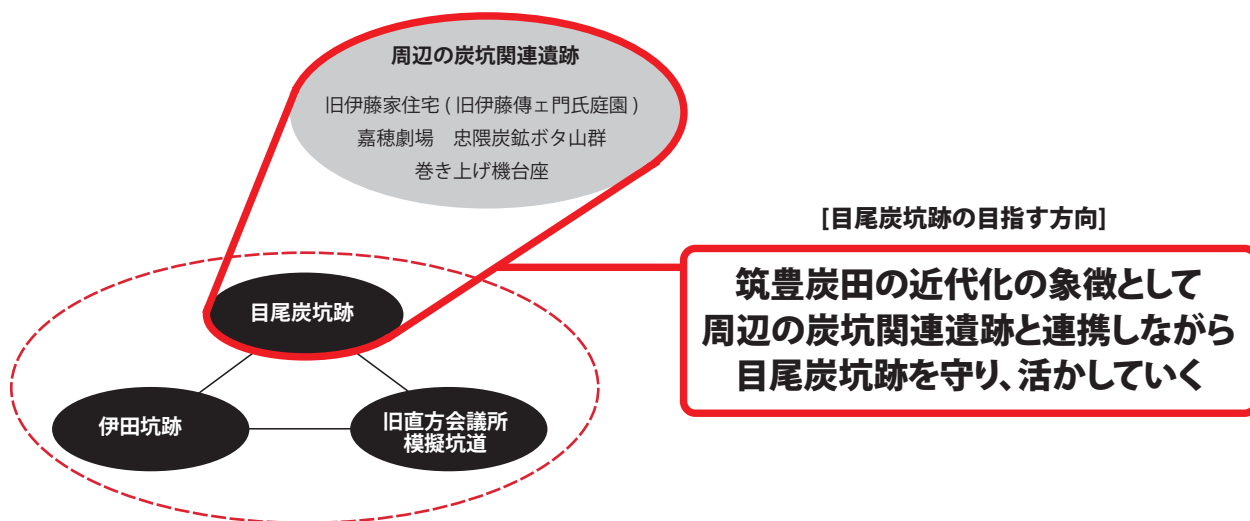 周辺の炭坑関連遺跡
旧伊藤家住宅 ( 旧伊藤傳ェ門氏庭園 )
嘉穂劇場　忠隈炭鉱ボタ山群
巻き上げ機台座
[目尾炭坑跡の目指す方向]
筑豊炭田の近代化の象徴として
周辺の炭坑関連遺跡と連携しながら
目尾炭坑跡を守り、活かしていく
目尾炭坑跡
伊田坑跡
旧直方会議所
模擬坑道